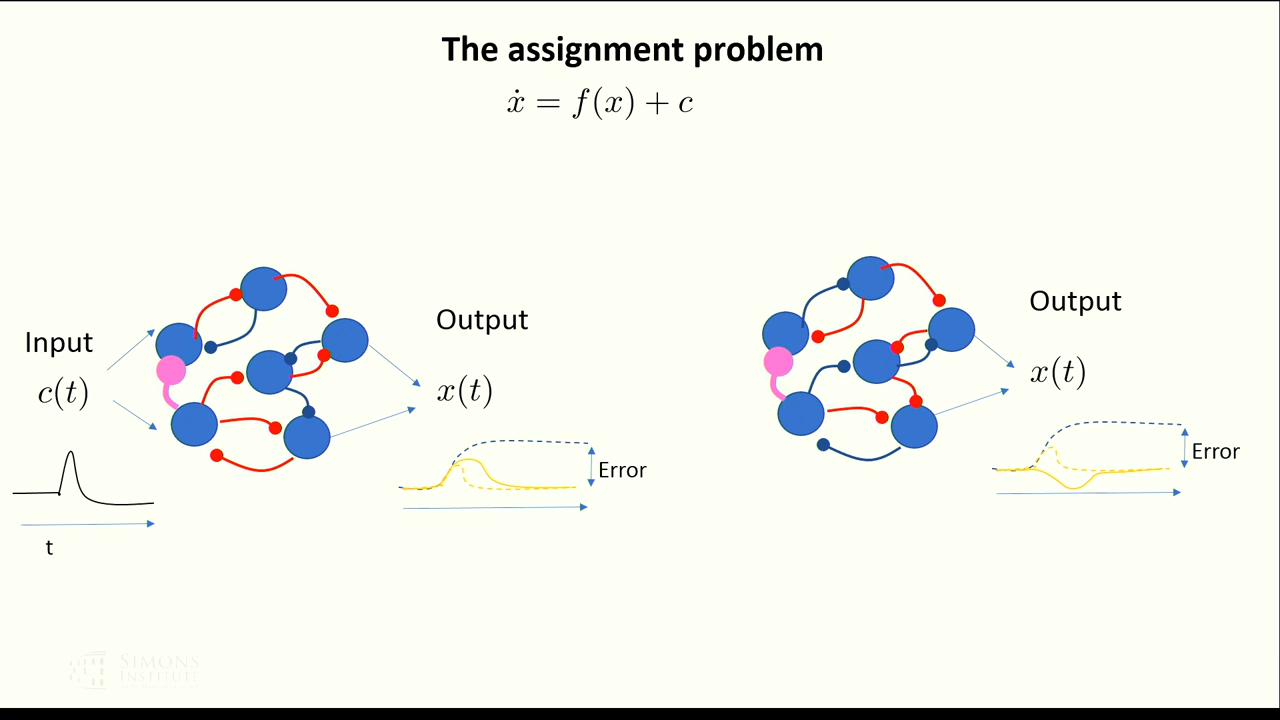 The assignment problem
ẋ = f(x) + c
Input
c(t)
t
Output
x(t)
Error
Output
x(t)
Error
SIMONS
INSTITUTE